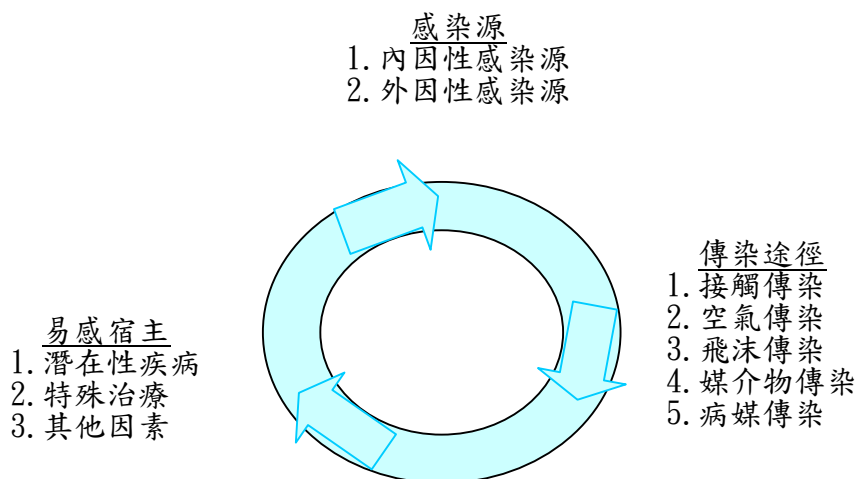 感染源
1. 內因性感染源
2. 外因性感染源
傳染途徑
1. 接觸傳染
2. 空氣傳染
3. 飛沫傳染
4. 媒介物傳染
5. 病媒傳染
易感宿主
1. 潛在性疾病
2. 特殊治療
3. 其他因素